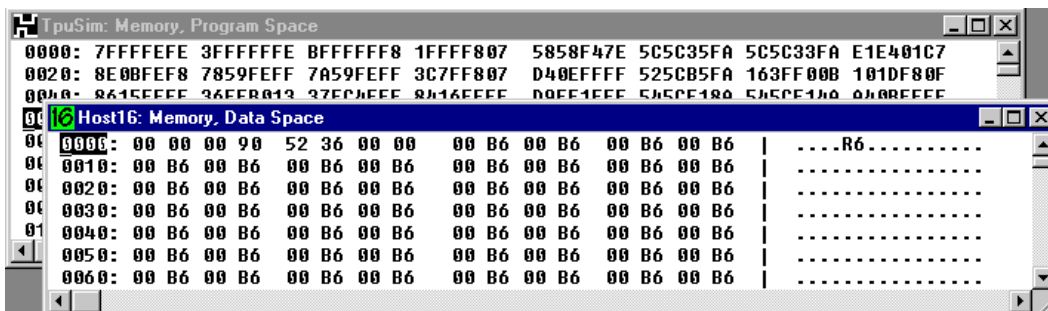 TpuSim: Memory, Program Space
0000: 7FFFFEFE 3FFFFFFE BFFFFFF8 1FFFF807 5858F47E 5C5C35FA 5C5C33FA E1E401C7
0020: 8E0BFEF8 7859FEFF 7A59FEFF 3C7FF807 D40EFFFF 525CB5FA 163FF00B 101DF80F
16 Host16: Memory, Data Space
0000: 00 00 00 90 52 36 00 00 00 B6 00 B6 00 B6 00 B6 | ....R6..........
0010: 00 B6 00 B6 00 B6 00 B6 00 B6 00 B6 00 B6 00 B6 | ................
0020: 00 B6 00 B6 00 B6 00 B6 00 B6 00 B6 00 B6 00 B6 | ................
0030: 00 B6 00 B6 00 B6 00 B6 00 B6 00 B6 00 B6 00 B6 | ................
0040: 00 B6 00 B6 00 B6 00 B6 00 B6 00 B6 00 B6 00 B6 | ................
0050: 00 B6 00 B6 00 B6 00 B6 00 B6 00 B6 00 B6 00 B6 | ................
0060: 00 B6 00 B6 00 B6 00 B6 00 B6 00 B6 00 B6 00 B6 | ................